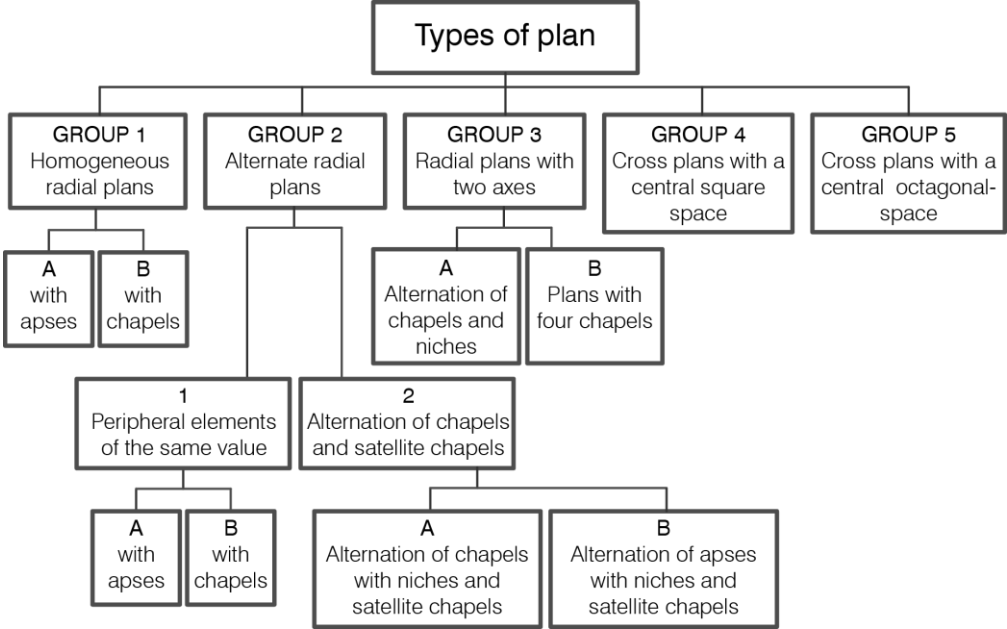 Types of plan
GROUP 1
Homogeneous
radial plans
GROUP 2
Alternate radial
plans
GROUP 3
Radial plans with
two axes
GROUP 4
Cross plans with a
central square
space
GROUP 5
Cross plans with a
central octagonal-
space
A
with
apses
B
with
chapels
A
Alternation of
chapels and
niches
B
Plans with
four chapels
1
Peripheral elements
of the same value
2
Alternation of chapels
and satellite chapels
A
with
apses
B
with
chapels
A
Alternation of chapels
with niches and
satellite chapels
B
Alternation of apses
with niches and
satellite chapels